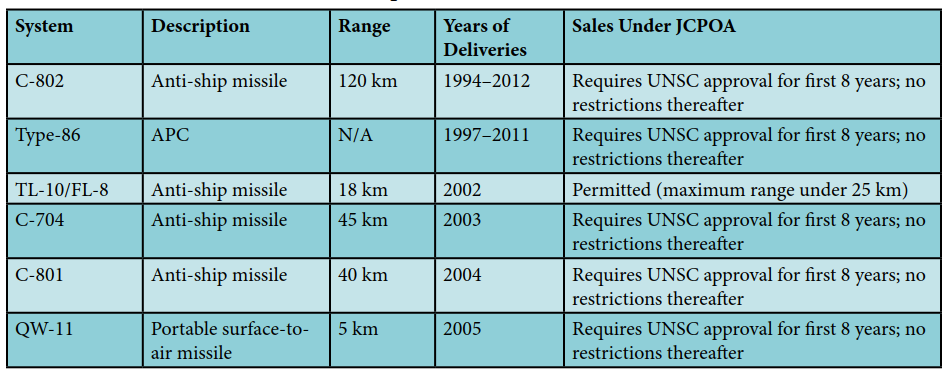 System Description Range Years of Deliveries Sales Under JCPOA
C-802 Anti-ship missile 120 km 1994–2012 Requires UNSC approval for first 8 years; no
restrictions thereafter
Type-86 APC N/A 1997–2011 Requires UNSC approval for first 8 years; no
restrictions thereafter
TL-10/FL-8 Anti-ship missile 18 km 2002 Permitted (maximum range under 25 km)
C-704 Anti-ship missile 45 km 2003 Requires UNSC approval for first 8 years; no
restrictions thereafter
C-801 Anti-ship missile 40 km 2004 Requires UNSC approval for first 8 years; no
restrictions thereafter
QW-11 Portable surface-to- 5 km 2005 Requires UNSC approval for first 8 years; no
air missile restrictions thereafter